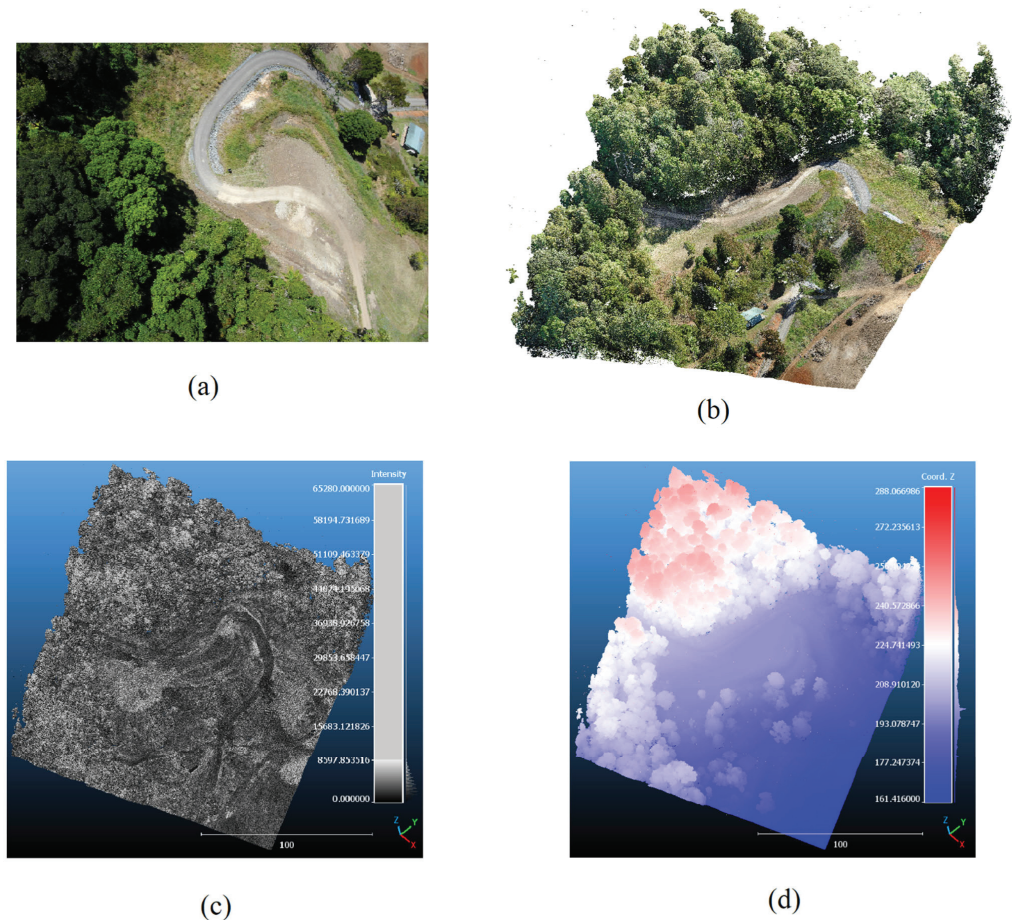 (a)
(b)
Intensity
65280.000000
58194.731689
51109.463379
36938.926758
29853.658447
22768.390137
15683.121826
8597.853516
0.000000
100
Z
Y
X
(c)
Coord. Z
288.066986
272.235613
240.572866
224.741493
208.910120
193.078747
177.247374
161.416000
100
Z
Y
X
(d)